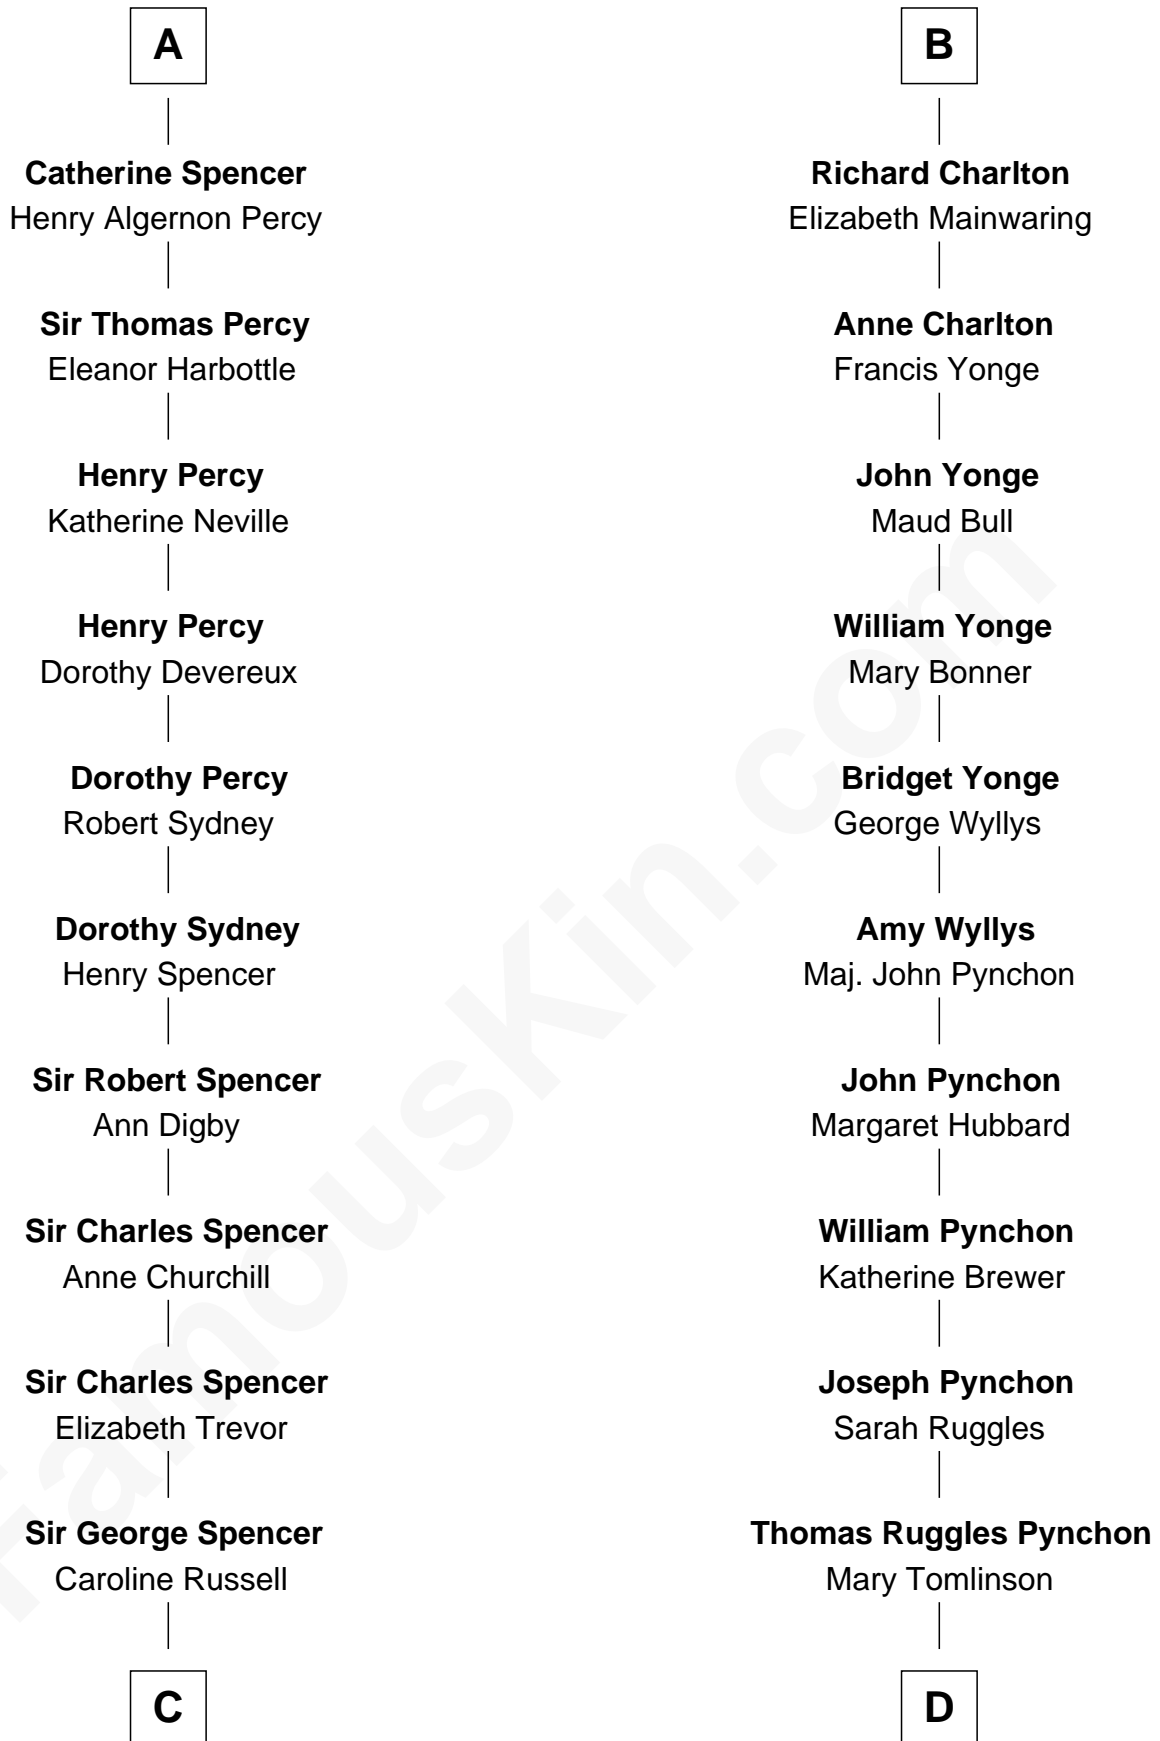 A
Catherine Spencer
Henry Algernon Percy
Sir Thomas Percy
Eleanor Harbottle
Henry Percy
Katherine Neville
Henry Percy
Dorothy Devereux
Dorothy Percy
Robert Sydney
Dorothy Sydney
Henry Spencer
Sir Robert Spencer
Ann Digby
Sir Charles Spencer
Anne Churchill
Sir Charles Spencer
Elizabeth Trevor
Sir George Spencer
Caroline Russell
C
B
Richard Charlton
Elizabeth Mainwaring
Anne Charlton
Francis Yonge
John Yonge
Maud Bull
William Yonge
Mary Bonner
Bridget Yonge
George Wyllys
Amy Wyllys
Maj. John Pynchon
John Pynchon
Margaret Hubbard
William Pynchon
Katherine Brewer
Joseph Pynchon
Sarah Ruggles
Thomas Ruggles Pynchon
Mary Tomlinson
D
FamousKin.com